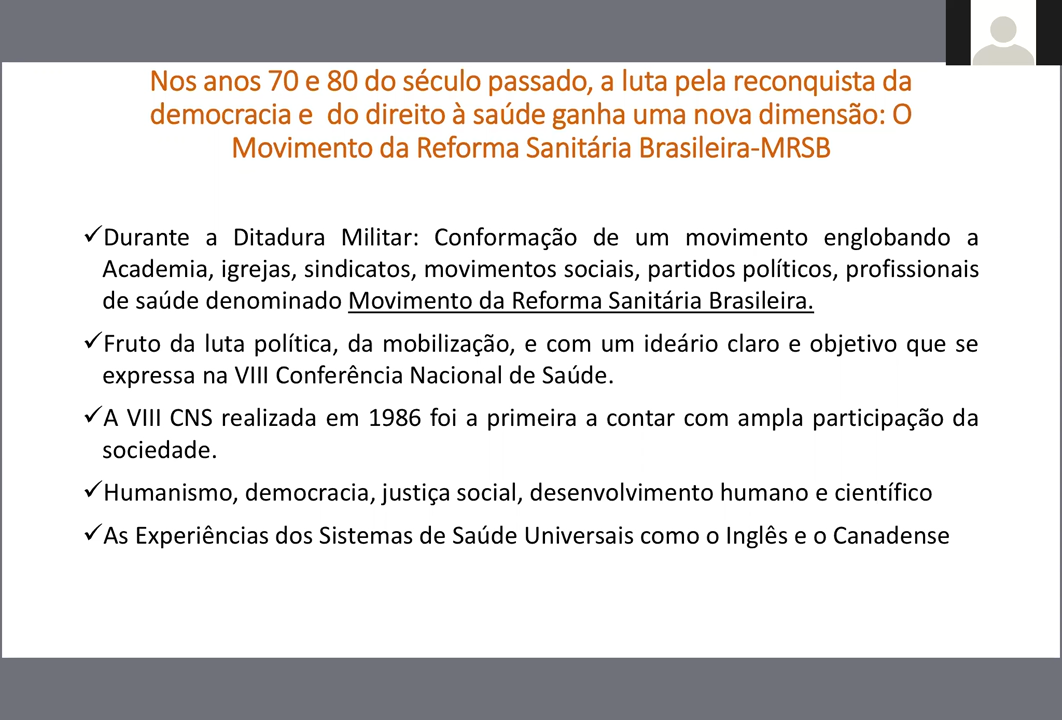 Nos anos 70 e 80 do século passado, a luta pela reconquista da
democracia e do direito à saúde ganha uma nova dimensão: O
Movimento da Reforma Sanitária Brasileira-MRSB
✓Durante a Ditadura Militar: Conformação de um movimento englobando a
Academia, igrejas, sindicatos, movimentos sociais, partidos políticos, profissionais
de saúde denominado Movimento da Reforma Sanitária Brasileira.
✓Fruto da luta política, da mobilização, e com um ideário claro e objetivo que se
expressa na VIII Conferência Nacional de Saúde.
✓A VIII CNS realizada em 1986 foi a primeira a contar com ampla participação da
sociedade.
✓Humanismo, democracia, justiça social, desenvolvimento humano e científico
✓As Experiências dos Sistemas de Saúde Universais como o Inglês e o Canadense